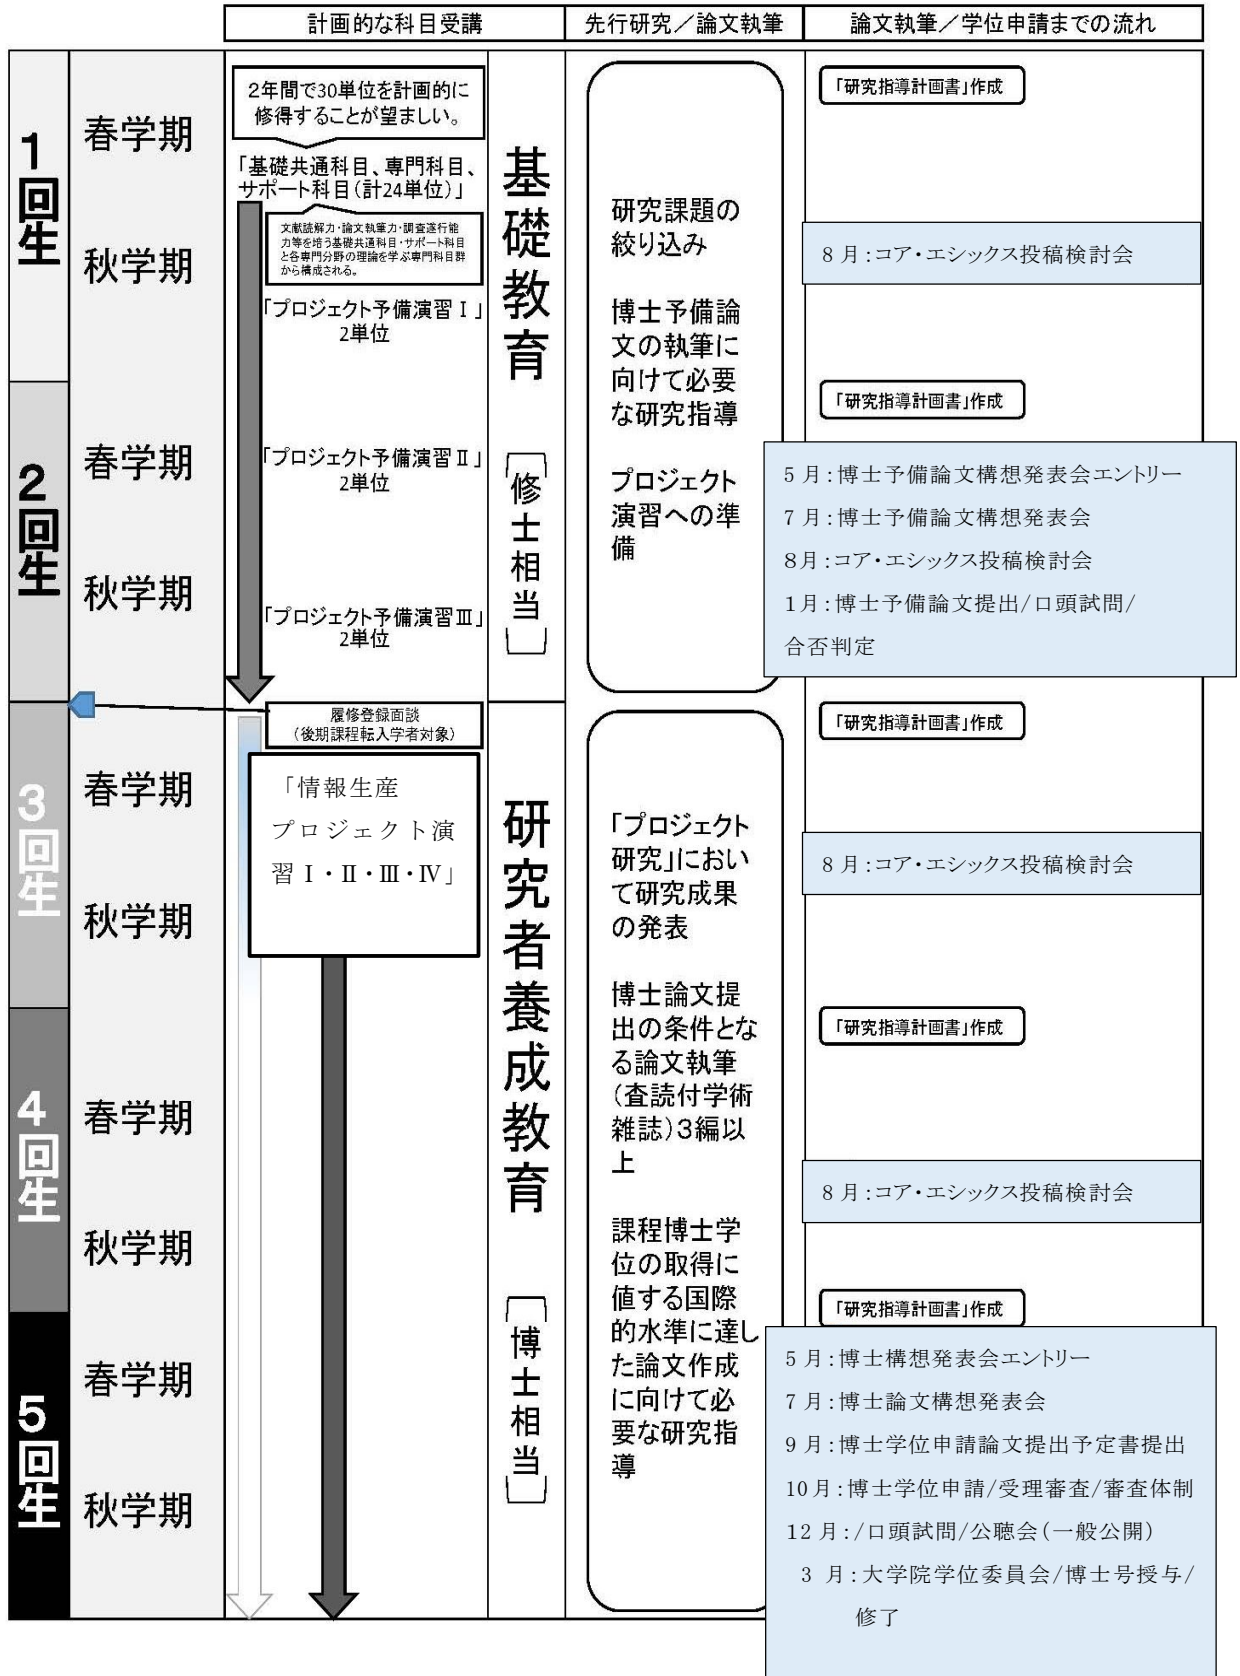 計画的な科目受講
先行研究／論文執筆
論文執筆／学位申請までの流れ
1回生
春学期
秋学期
2年間で30単位を計画的に
修得することが望ましい。
「基礎共通科目、専門科目、
サポート科目(計24単位)」
文献読解力・論文執筆力・調査遂行能
力等を培う基礎共通科目・サポート科目
と各専門分野の理論を学ぶ専門科目群
から構成される。
「プロジェクト予備演習Ⅰ」
2単位
2回生
春学期
秋学期
「プロジェクト予備演習Ⅱ」
2単位
「プロジェクト予備演習Ⅲ」
2単位
基礎教育
［修士相当］
研究課題の
絞り込み
博士予備論
文の執筆に
向けて必要
な研究指導
プロジェクト
演習への準
備
「研究指導計画書」作成
8月:コア・エシックス投稿検討会
「研究指導計画書」作成
5月:博士予備論文構想発表会エントリー
7月:博士予備論文構想発表会
8月:コア・エシックス投稿検討会
1月:博士予備論文提出/口頭試問/
合否判定
3回生
春学期
秋学期
4回生
春学期
秋学期
5回生
春学期
秋学期
履修登録面談
(後期課程転入学者対象)
「情報生産
プロジェクト演
習Ⅰ・Ⅱ・Ⅲ・Ⅳ」
研究者養成教育
［博士相当］
「プロジェクト
研究」におい
て研究成果
の発表
博士論文提
出の条件とな
る論文執筆
(査読付学術
雑誌)3編以
上
課程博士学
位の取得に
値する国際
的水準に達し
た論文作成
に向けて必
要な研究指
導
「研究指導計画書」作成
8月:コア・エシックス投稿検討会
「研究指導計画書」作成
8月:コア・エシックス投稿検討会
「研究指導計画書」作成
5月:博士構想発表会エントリー
7月:博士論文構想発表会
9月:博士学位申請論文提出予定書提出
10月:博士学位申請/受理審査/審査体制
12月:/口頭試問/公聴会(一般公開)
3 月:大学院学位委員会/博士号授与/
修了